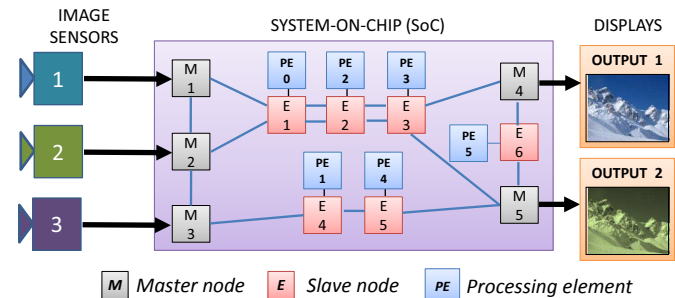 IMAGE
SENSORS
SYSTEM-ON-CHIP (SoC)
DISPLAYS
1
2
3
M
1
M
2
M
3
PE
0
PE
2
PE
3
E
1
E
2
E
3
PE
1
PE
4
E
4
E
5
M
4
PE
5
E
6
M
5
OUTPUT 1
OUTPUT 2
M Master node
E Slave node
PE Processing element